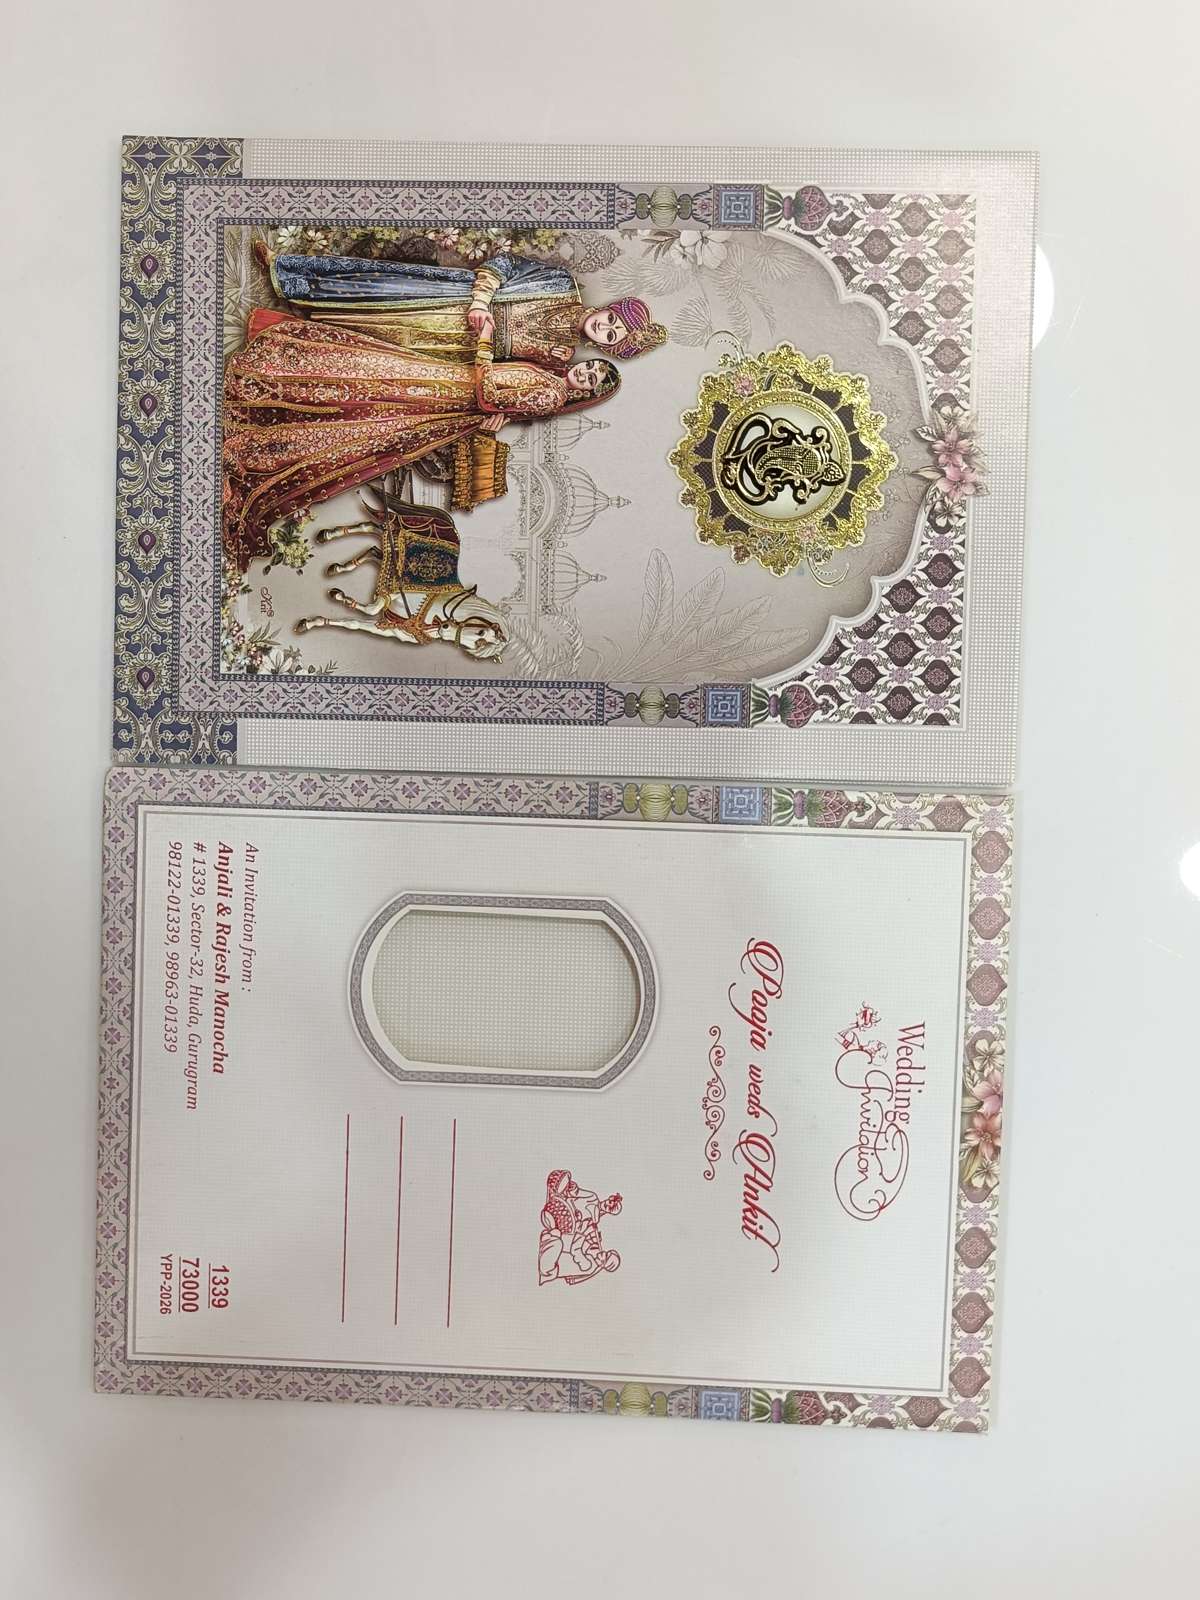 Krit®
Wedding
Invitation
Pooja weds Ankit
An Invitation from :
Anjali & Rajesh Manocha
# 1339, Sector-32, Huda, Gurugram
98122-01339, 98963-01339
1339
73000
YPP-2026